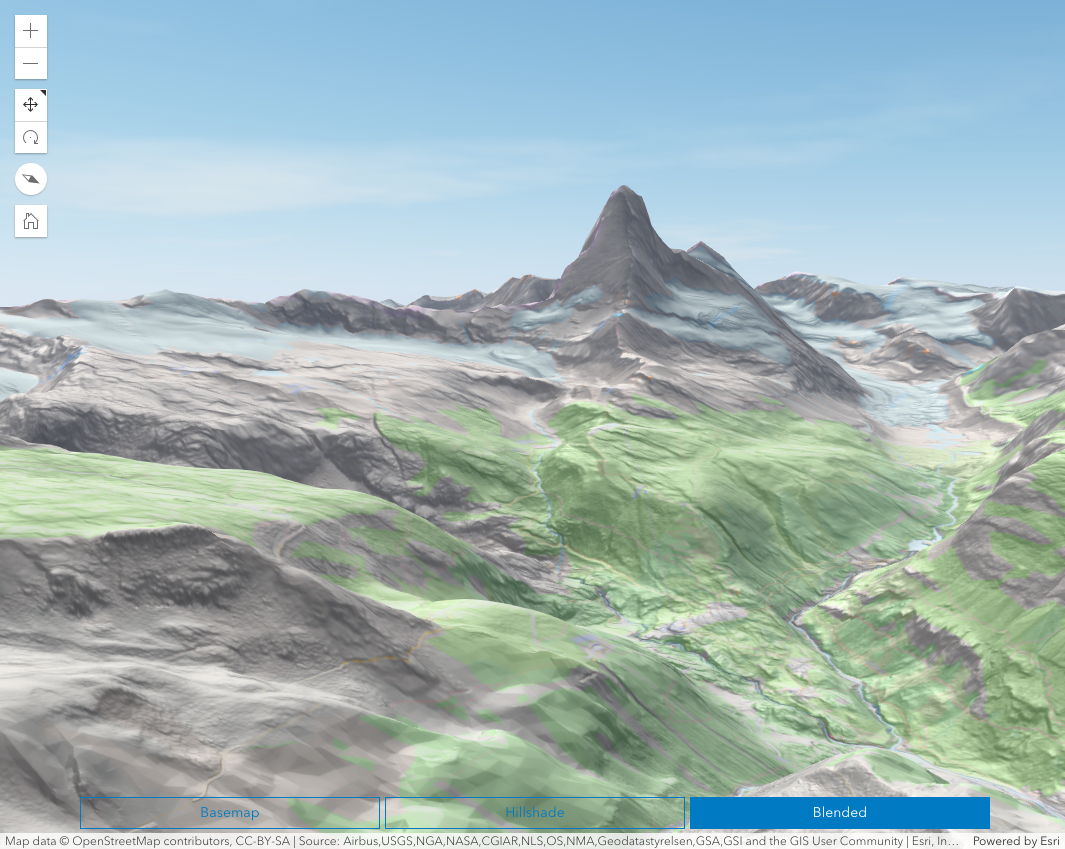 Basemap
Hillshade
Blended
Map data © OpenStreetMap contributors, CC-BY-SA | Source: Airbus,USGS,NGA,NASA,CGIAR,NLS,OS,NMA,Geodatastyrelsen,GSA,GSI and the GIS User Community | Esri, In... Powered by Esri